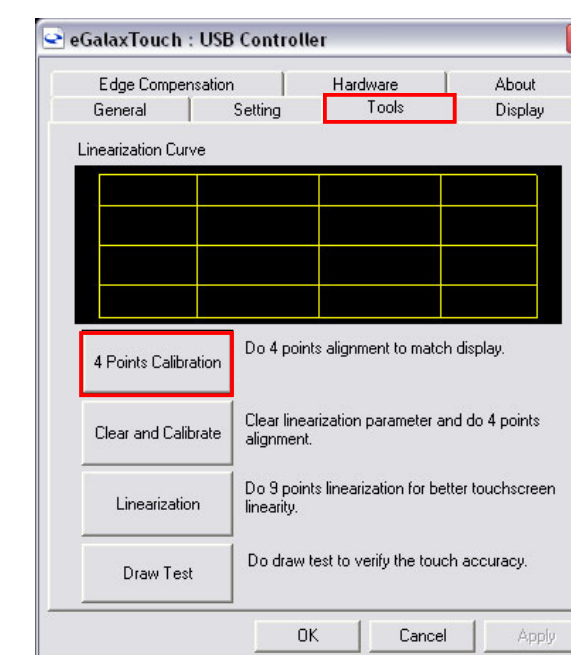 eGalaxTouch : USB Controller
Edge Compensation Hardware About
General Setting Tools Display
Linearization Curve
4 Points Calibration Do 4 points alignment to match display.
Clear and Calibrate Clear linearization parameter and do 4 points
alignment.
Linearization Do 9 points linearization for better touchscreen
linearity.
Draw Test Do draw test to verify the touch accuracy.
OK Cancel Apply